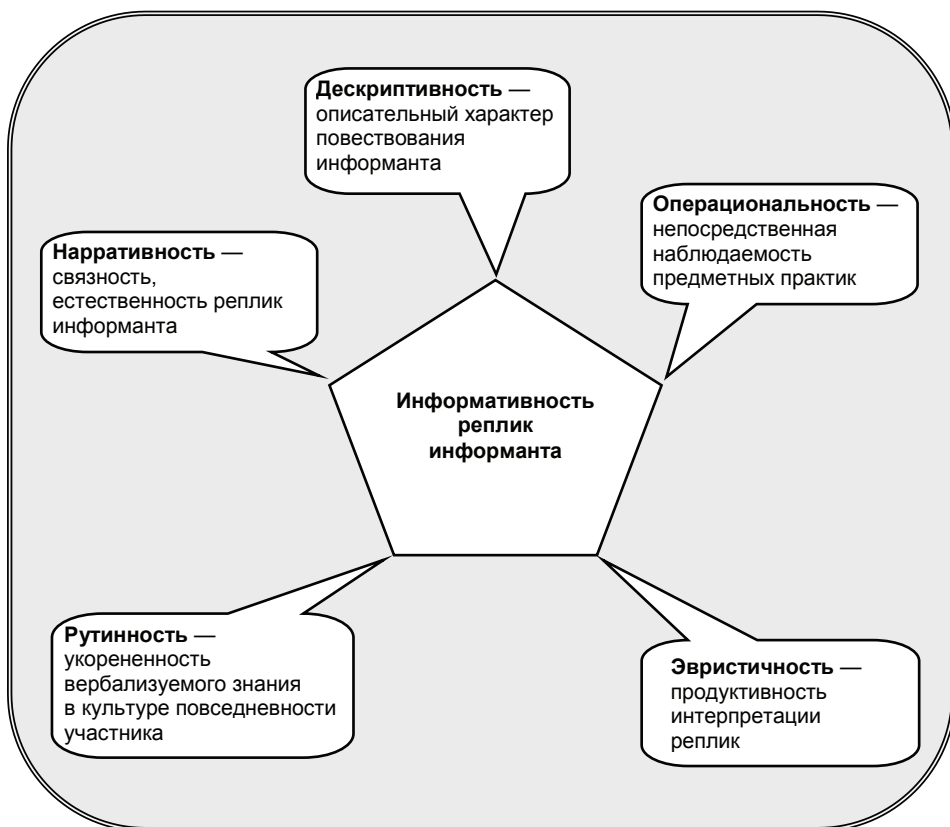 Дескриптивность —
описательный характер
повествования
информанта
Операциональность —
непосредственная
наблюдаемость
предметных практик
Нарративность —
связность,
естественность реплик
информанта
Информативность
реплик
информанта
Рутинность —
укорененность
вербализуемого знания
в культуре повседневности
участника
Эвристичность —
продуктивность
интерпретации
реплик